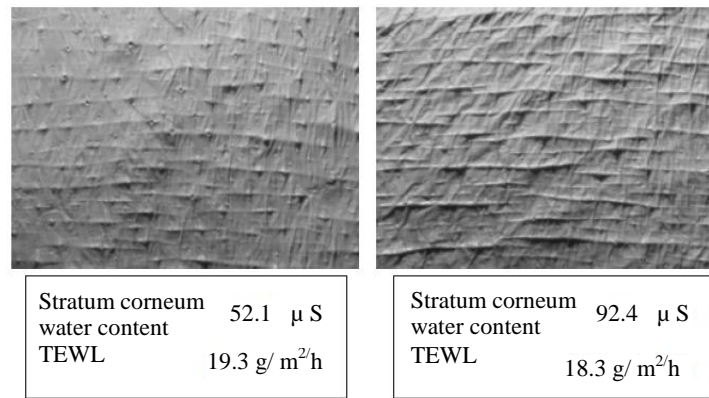 Stratum corneum
water content 52.1 μ S
TEWL 19.3 g/ m²/h
Stratum corneum
water content 92.4 μ S
TEWL 18.3 g/ m²/h